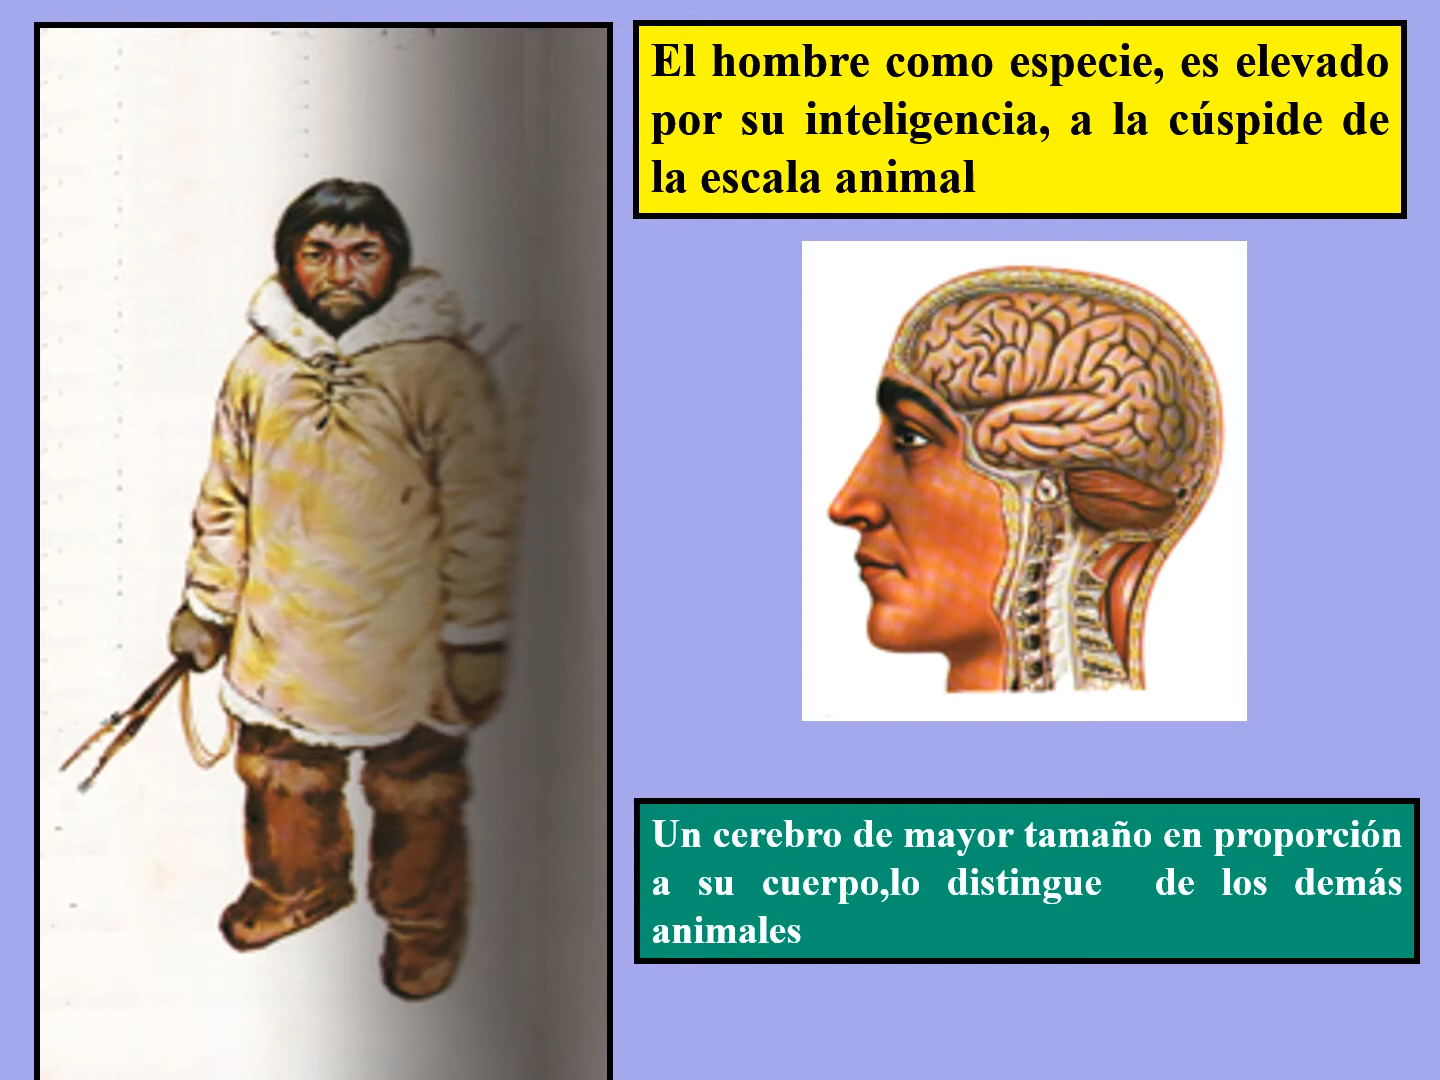 El hombre como especie, es elevado
por su inteligencia, a la cúspide de
la escala animal
Un cerebro de mayor tamaño en proporción
a su cuerpo,lo distingue de los demás
animales